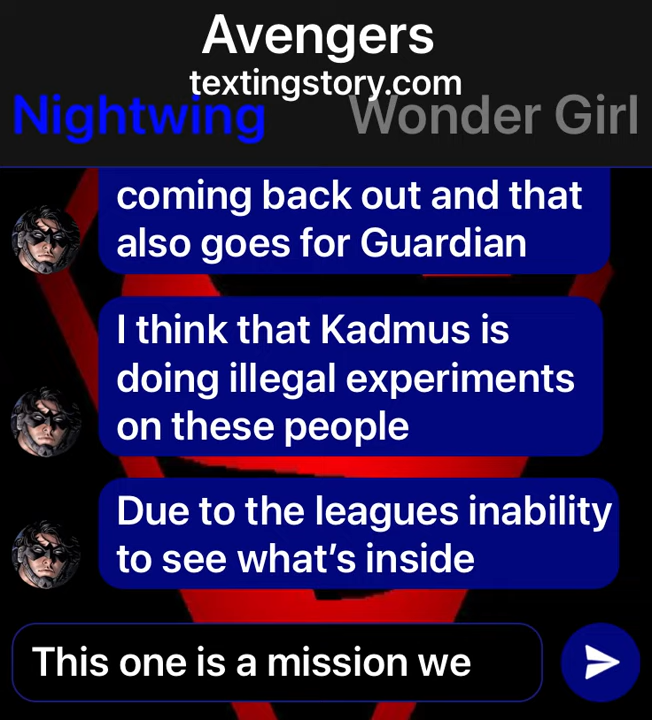 Avengers
textingstory.com
Nightwing Wonder Girl
coming back out and that
also goes for Guardian
I think that Kadmus is
doing illegal experiments
on these people
Due to the leagues inability
to see what’s inside
This one is a mission we